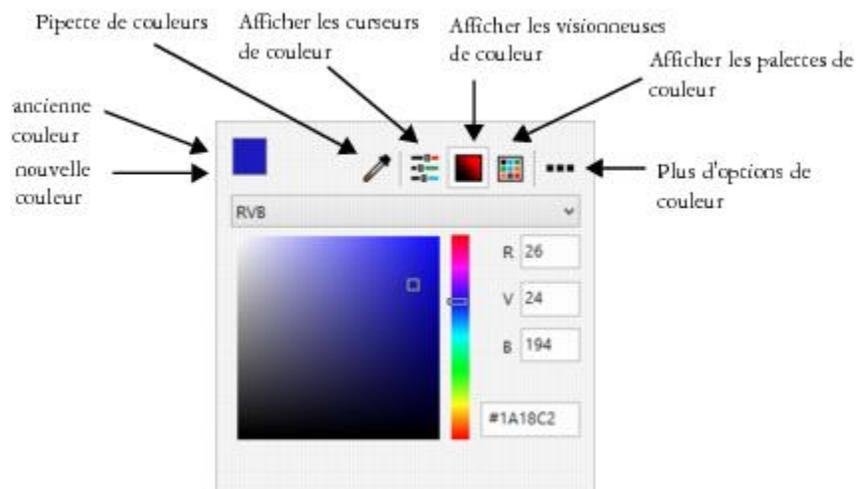 Pipette de couleurs
Afficher les curseurs
de couleur
Afficher les visionneuses
de couleur
Afficher les palettes de
couleur
ancienne
couleur
nouvelle
couleur
Plus d'options de
couleur
RVB
R 26
V 24
B 194
#1A18C2